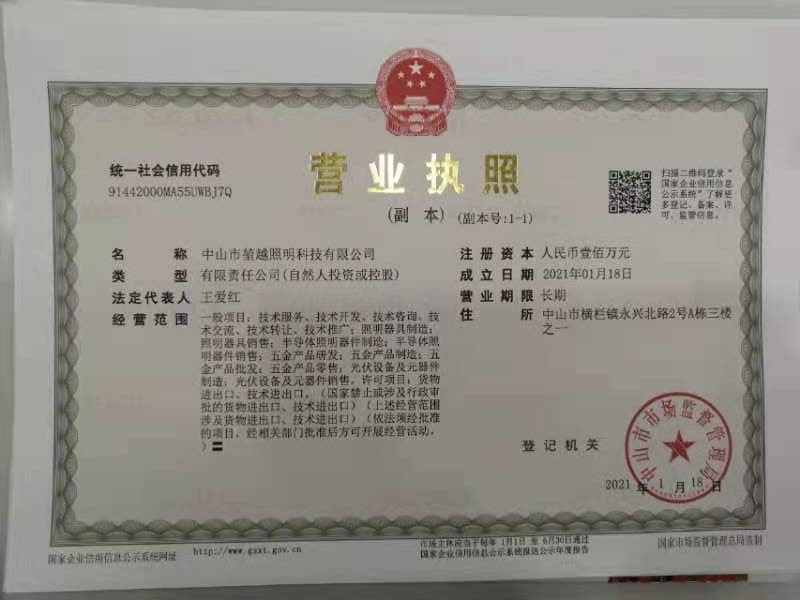 统一社会信用代码
91442000MA55UWBJ7Q
营业执照
(副 本) (副本号:1-1)
扫描二维码登录“
国家企业信用信息
公示系统”了解更
多登记、备案、许
可、监管信息。
名 称 中山市堃越照明科技有限公司
类 型 有限责任公司(自然人投资或控股)
法定代表人 王爱红
经营范围 一般项目：技术服务、技术开发、技术咨询、技
术交流、技术转让、技术推广；照明器具制造；
照明器具销售；半导体照明器件制造；半导体照
明器件销售；五金产品研发；五金产品制造；五
金产品批发；五金产品零售；光伏设备及元器件
制造；光伏设备及元器件销售。许可项目：货物
进出口、技术进出口。（国家禁止或涉及行政审
批的货物进出口、技术进出口）（上述经营范围
涉及货物进出口、技术进出口）（依法须经批准
的项目，经相关部门批准后方可开展经营活动。
）
注册资本 人民币壹佰万元
成立日期 2021年01月18日
营业期限 长期
住 所 中山市横栏镇永兴北路2号A栋三楼
之一
登记机关
中山市市场监督管理局
2021 年 1 月 18 日
国家企业信用信息公示系统网址 http://www.gsxt.gov.cn
市场主体应当于每年 1月1日 至 6月30日通过
国家企业信用信息公示系统报送公示年度报告
国家市场监督管理总局监制